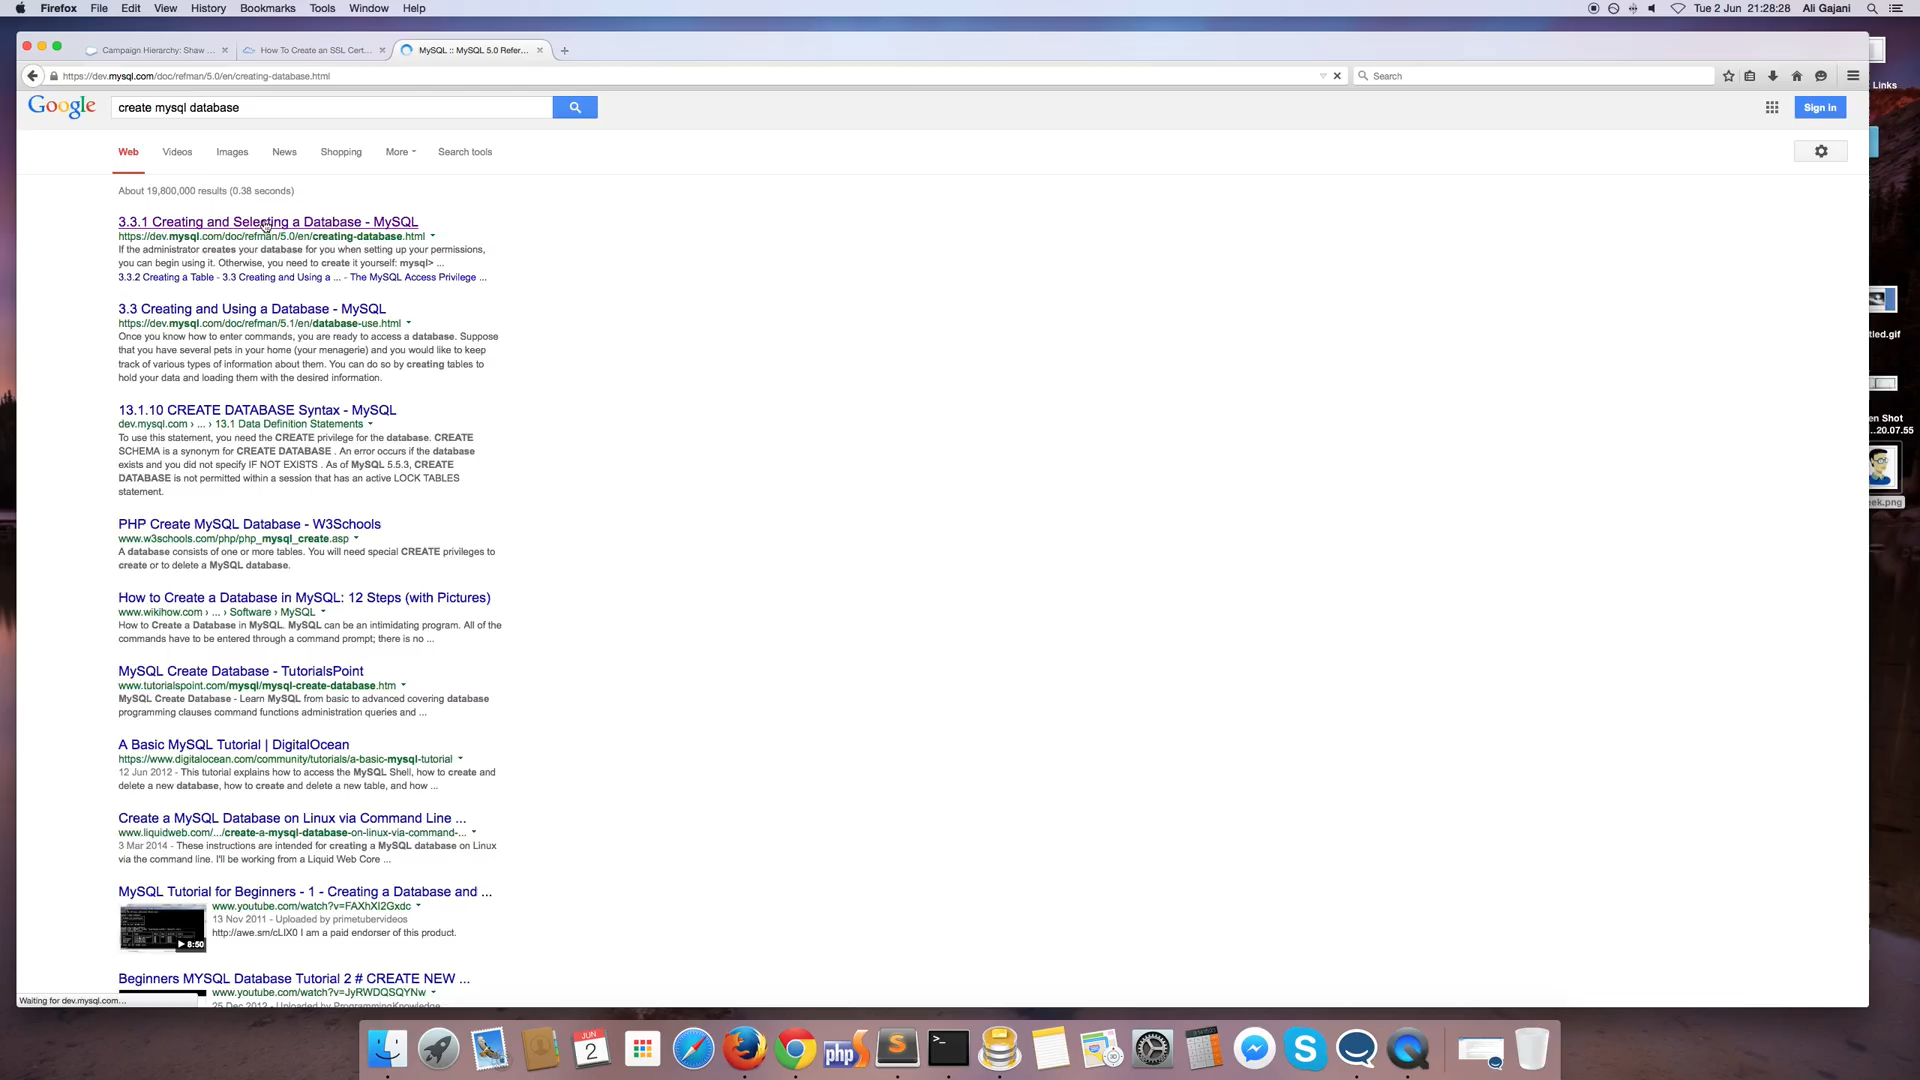 Firefox File Edit View History Bookmarks Tools Window Help Tue 2 Jun 21:28:28 Ali Gajani
Campaign Hierarchy: Shaw ... How To Create an SSL Cert... MySQL :: MySQL 5.0 Refer...
https://dev.mysql.com/doc/refman/5.0/en/creating-database.html Search
Links
Google create mysql database Sign in
Web Videos Images News Shopping More Search tools
About 19,800,000 results (0.38 seconds)
3.3.1 Creating and Selecting a Database - MySQL
https://dev.mysql.com/doc/refman/5.0/en/creating-database.html
If the administrator creates your database for you when setting up your permissions,
you can begin using it. Otherwise, you need to create it yourself: mysql> ...
3.3.2 Creating a Table - 3.3 Creating and Using a ... - The MySQL Access Privilege ...
3.3 Creating and Using a Database - MySQL
https://dev.mysql.com/doc/refman/5.1/en/database-use.html
Once you know how to enter commands, you are ready to access a database. Suppose
that you have several pets in your home (your menagerie) and you would like to keep
track of various types of information about them. You can do so by creating tables to
hold your data and loading them with the desired information.
tled.gif
13.1.10 CREATE DATABASE Syntax - MySQL
dev.mysql.com › ... › 13.1 Data Definition Statements
To use this statement, you need the CREATE privilege for the database. CREATE
SCHEMA is a synonym for CREATE DATABASE . An error occurs if the database
exists and you did not specify IF NOT EXISTS . As of MySQL 5.5.3, CREATE
DATABASE is not permitted within a session that has an active LOCK TABLES
statement.
en Shot
...20.07.55
eek.png
PHP Create MySQL Database - W3Schools
www.w3schools.com/php/php_mysql_create.asp
A database consists of one or more tables. You will need special CREATE privileges to
create or to delete a MySQL database.
How to Create a Database in MySQL: 12 Steps (with Pictures)
www.wikihow.com › ... › Software › MySQL
How to Create a Database in MySQL. MySQL can be an intimidating program. All of the
commands have to be entered through a command prompt; there is no ...
MySQL Create Database - TutorialsPoint
www.tutorialspoint.com/mysql/mysql-create-database.htm
MySQL Create Database - Learn MySQL from basic to advanced covering database
programming clauses command functions administration queries and ...
A Basic MySQL Tutorial | DigitalOcean
https://www.digitalocean.com/community/tutorials/a-basic-mysql-tutorial
12 Jun 2012 - This tutorial explains how to access the MySQL Shell, how to create and
delete a new database, how to create and delete a new table, and how ...
Create a MySQL Database on Linux via Command Line ...
www.liquidweb.com/.../create-a-mysql-database-on-linux-via-command-...
3 Mar 2014 - These instructions are intended for creating a MySQL database on Linux
via the command line. I'll be working from a Liquid Web Core ...
MySQL Tutorial for Beginners - 1 - Creating a Database and ...
www.youtube.com/watch?v=FAXhXI2Gxdc
13 Nov 2011 - Uploaded by primetubervideos
http://awe.sm/cLIX0 I am a paid endorser of this product.
8:50
Beginners MYSQL Database Tutorial 2 # CREATE NEW ...
www.youtube.com/watch?v=JyRWDQSQYNw
25 Dec 2012 - Uploaded by ProgrammingKnowledge
Waiting for dev.mysql.com...
JUN
2
php
S